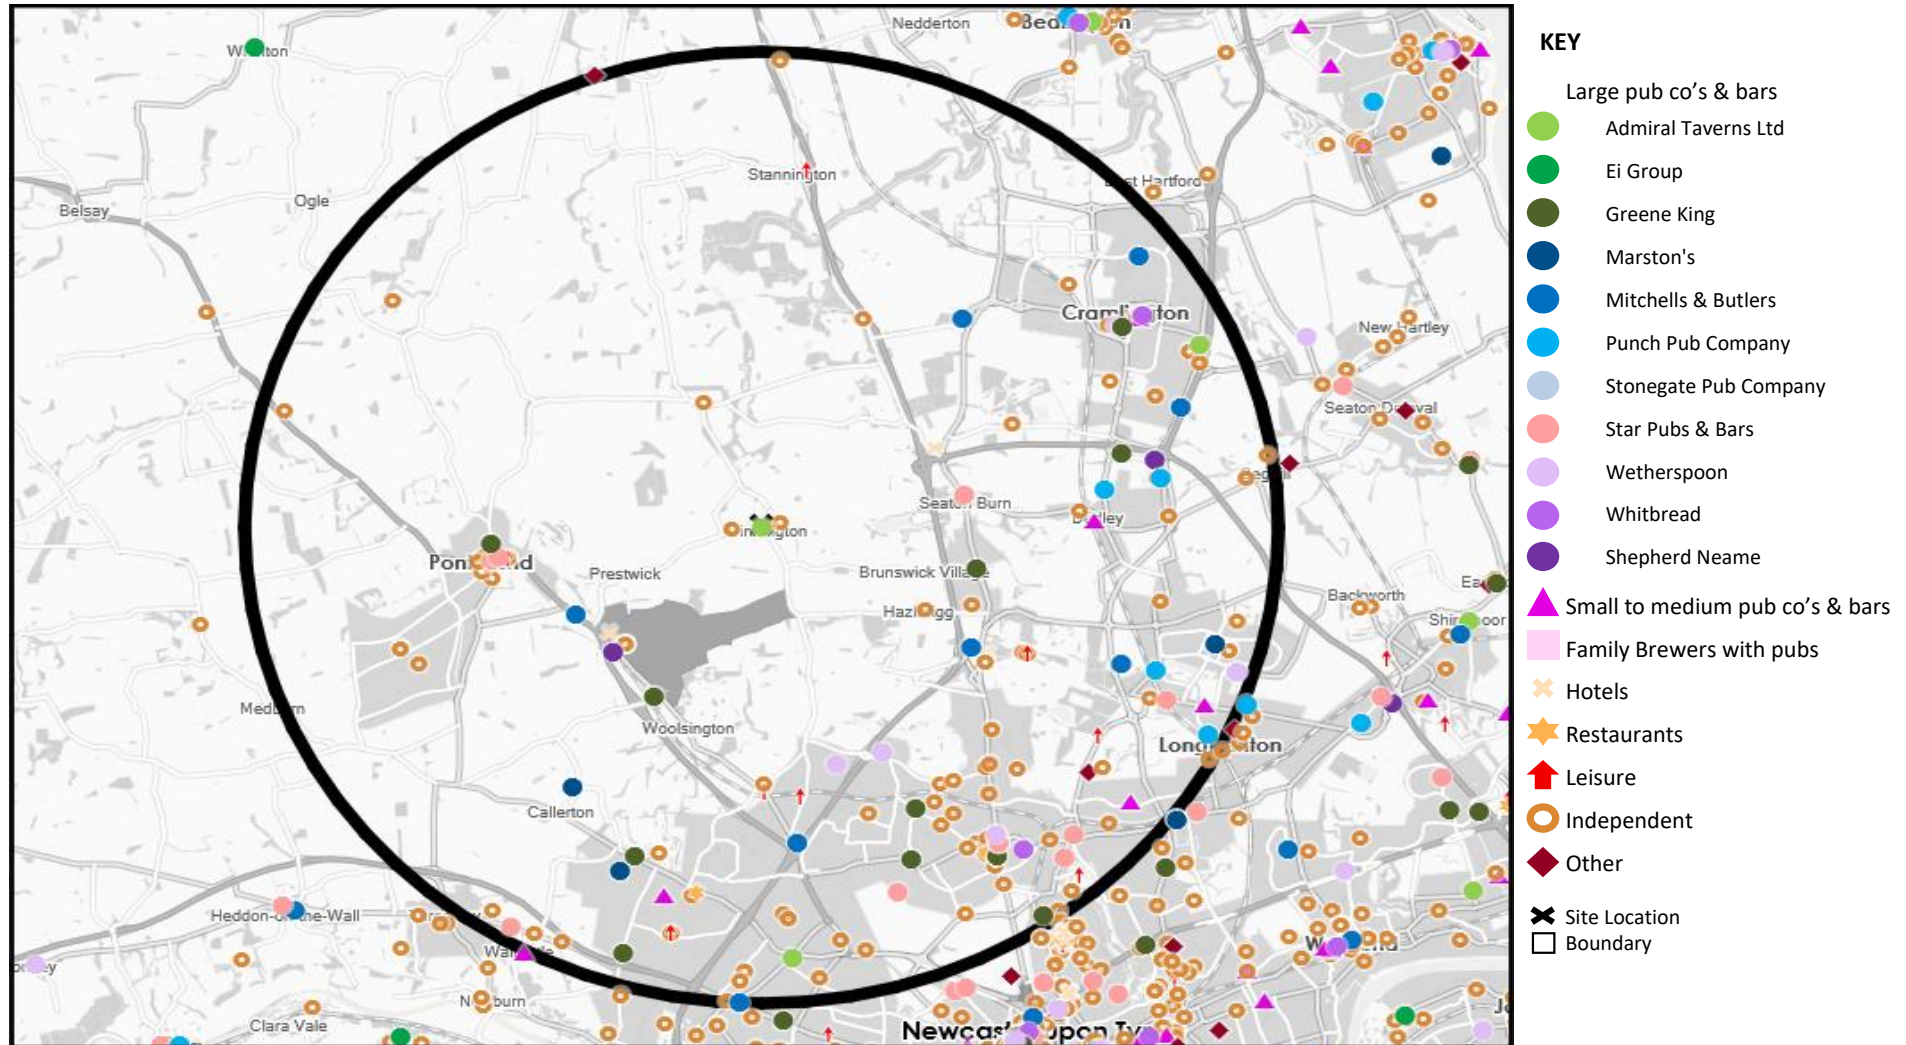 Nedderton
Belsay
Ogle
Stannington
East Hartford
Cramlington
New Hartley
Seaton Burn
Prestwick
Brunswick Village
Backworth
Woolsington
Callerton
Heddon-on-the-Wall
Clara Vale
KEY
Large pub co's & bars
Admiral Taverns Ltd
Ei Group
Greene King
Marston's
Mitchells & Butlers
Punch Pub Company
Stonegate Pub Company
Star Pubs & Bars
Wetherspoon
Whitbread
Shepherd Neame
Small to medium pub co's & bars
Family Brewers with pubs
Hotels
Restaurants
Leisure
Independent
Other
Site Location
Boundary